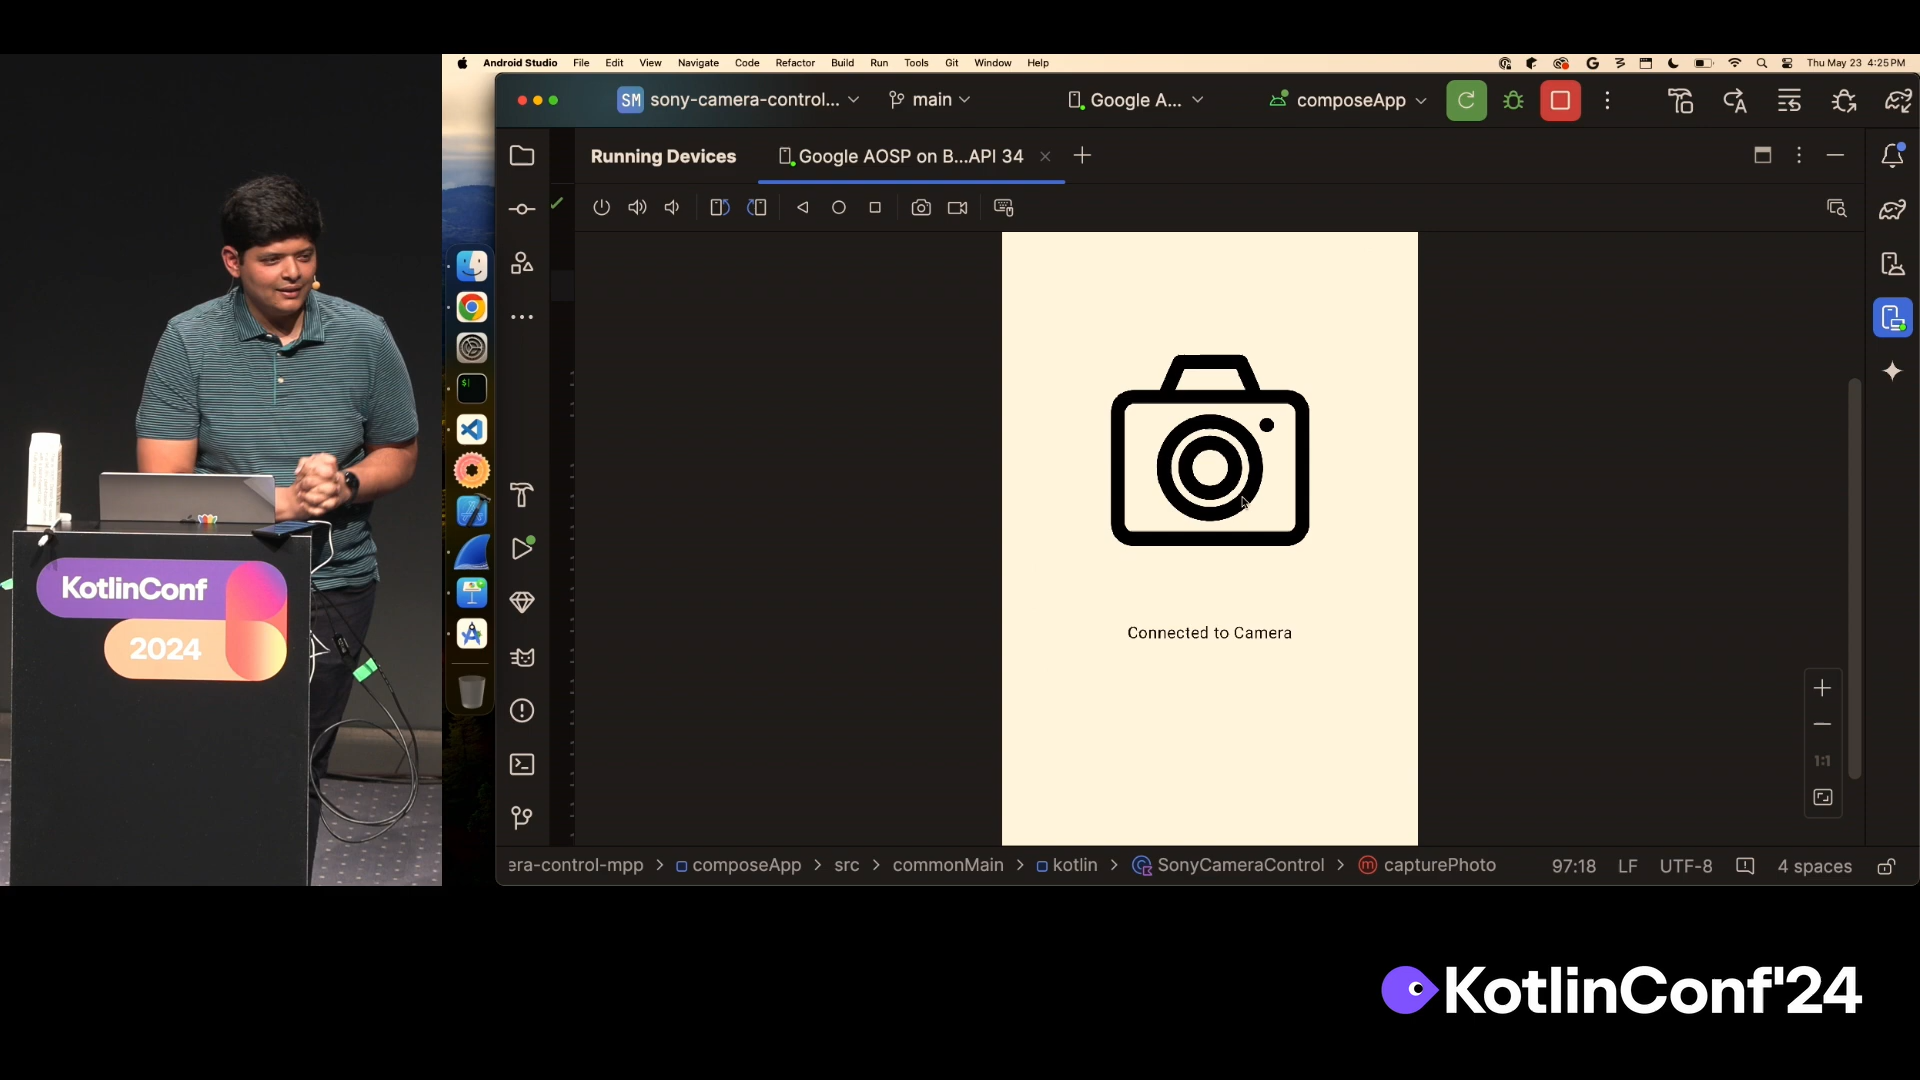 Android Studio File Edit View Navigate Code Refactor Build Run Tools Git Window Help Thu May 23 4:25 PM
SM sony-camera-control... main Google A... composeApp
Running Devices Google AOSP on B...API 34
Connected to Camera
1:1
era-control-mpp > composeApp > src > commonMain > kotlin > SonyCameraControl > capturePhoto 97:18 LF UTF-8 4 spaces
KotlinConf
2024
KotlinConf'24